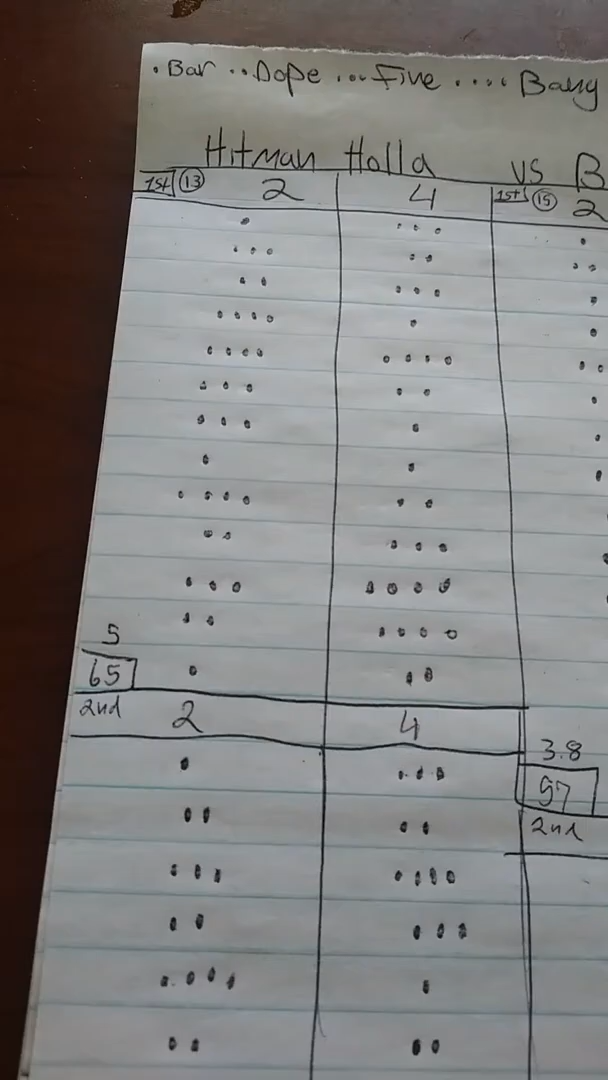 . Bar .. Dope ... Five .... Bang
Hitman Holla vs B
1st 13 2 4 1st 15 2
5
65
2nd 2 4
3.8
57
2nd